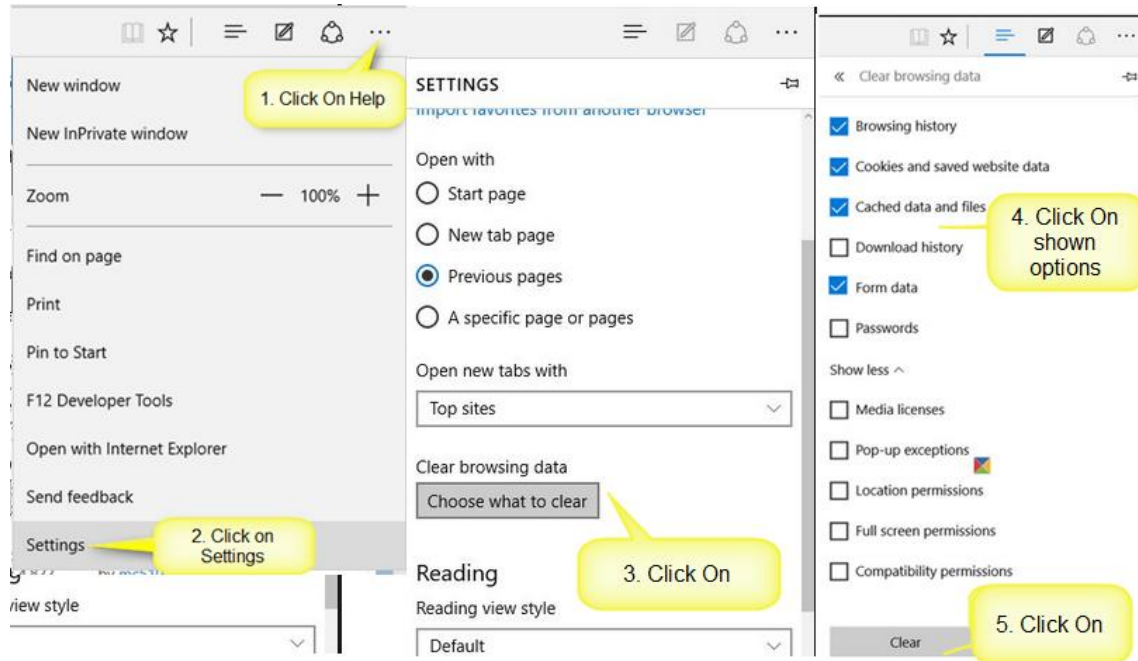 1. Click On Help
New window
New InPrivate window
Zoom
100%
Find on page
Print
Pin to Start
F12 Developer Tools
Open with Internet Explorer
Send feedback
Settings
2. Click on
Settings
view style
SETTINGS
Import favorites from another browser
Open with
Start page
New tab page
Previous pages
A specific page or pages
Open new tabs with
Top sites
Clear browsing data
Choose what to clear
3. Click On
Reading
Reading view style
Default
Clear browsing data
Browsing history
Cookies and saved website data
Cached data and files
4. Click On
shown
options
Download history
Form data
Passwords
Show less
Media licenses
Pop-up exceptions
Location permissions
Full screen permissions
Compatibility permissions
5. Click On
Clear